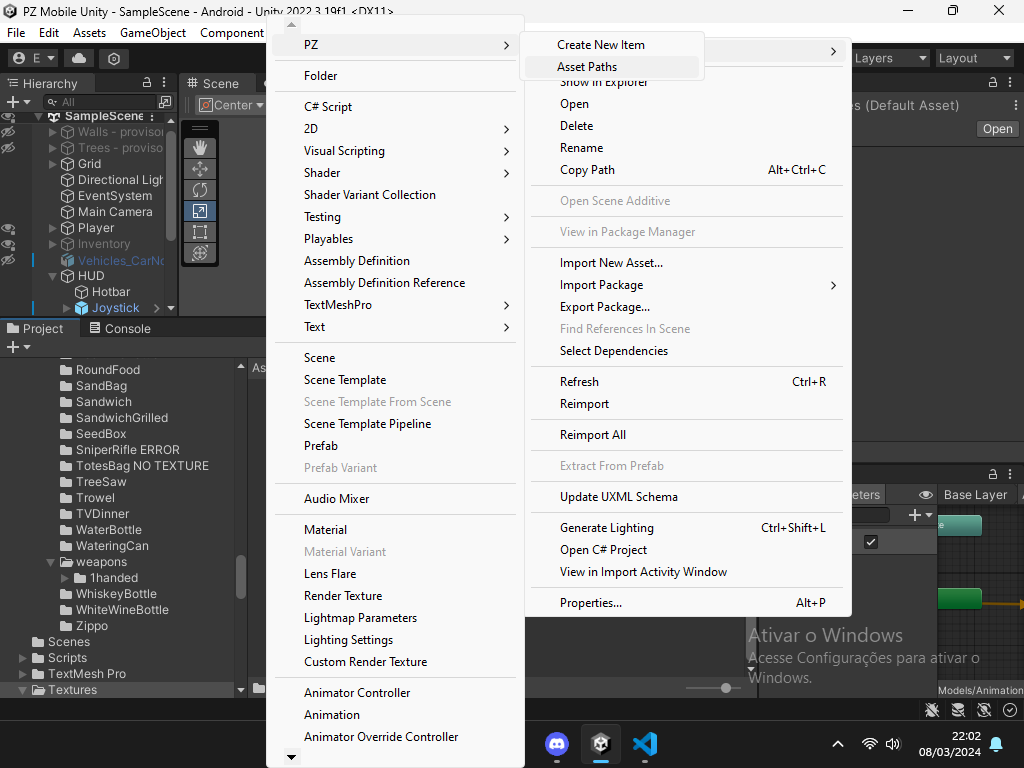 PZ Mobile Unity - SampleScene - Android - Unity 2022.3.19f1 <DX11>
File Edit Assets GameObject Component
E
Layers Layout
Hierarchy
All
SampleScene
Walls - proviso
Trees - proviso
Grid
Directional Ligh
EventSystem
Main Camera
Player
Inventory
Vehicles_CarNo
HUD
Hotbar
Joystick
Scene
Center
Project Console
As
RoundFood
SandBag
Sandwich
SandwichGrilled
SeedBox
SniperRifle ERROR
TotesBag NO TEXTURE
TreeSaw
Trowel
TVDinner
WaterBottle
WateringCan
weapons
1handed
WhiskeyBottle
WhiteWineBottle
Zippo
Scenes
Scripts
TextMesh Pro
Textures
PZ
Folder
C# Script
2D
Visual Scripting
Shader
Shader Variant Collection
Testing
Playables
Assembly Definition
Assembly Definition Reference
TextMeshPro
Text
Scene
Scene Template
Scene Template From Scene
Scene Template Pipeline
Prefab
Prefab Variant
Audio Mixer
Material
Material Variant
Lens Flare
Render Texture
Lightmap Parameters
Lighting Settings
Custom Render Texture
Animator Controller
Animation
Animator Override Controller
Create New Item
Asset Paths
Show in Explorer
Open
Delete
Rename
Copy Path Alt+Ctrl+C
Open Scene Additive
View in Package Manager
Import New Asset...
Import Package
Export Package...
Find References In Scene
Select Dependencies
Refresh Ctrl+R
Reimport
Reimport All
Extract From Prefab
Update UXML Schema
Generate Lighting Ctrl+Shift+L
Open C# Project
View in Import Activity Window
Properties... Alt+P
es (Default Asset)
Open
eters Base Layer
Ativar o Windows
Acesse Configurações para ativar o
Windows.
Models/Animation
22:02
08/03/2024